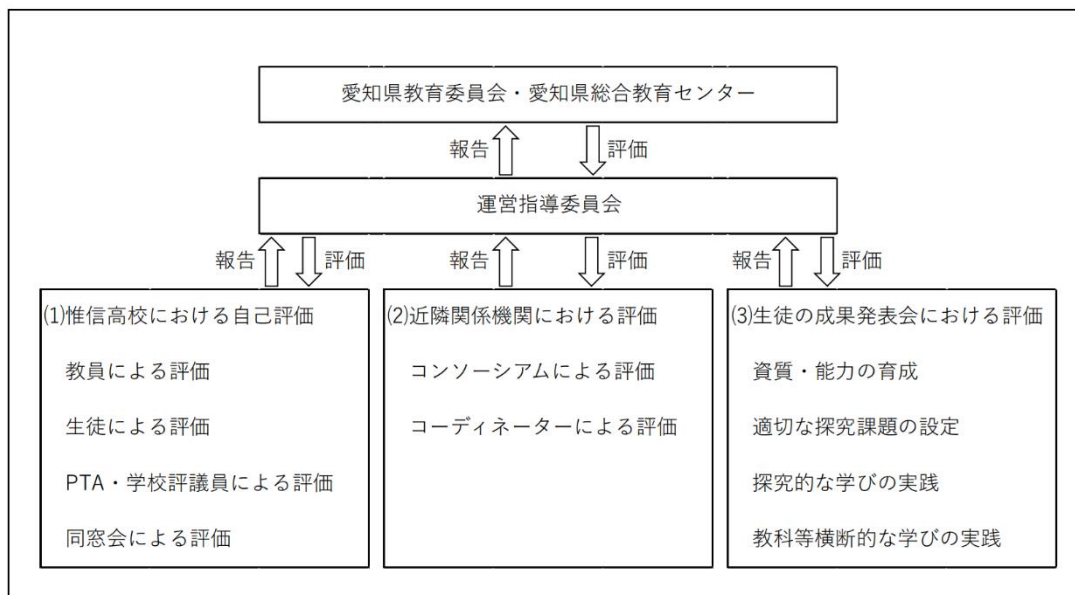 愛知県教育委員会・愛知県総合教育センター
報告
評価
運営指導委員会
報告
評価
報告
評価
報告
評価
⑴惟信高校における自己評価
教員による評価
生徒による評価
PTA・学校評議員による評価
同窓会による評価
⑵近隣関係機関における評価
コンソーシアムによる評価
コーディネーターによる評価
⑶生徒の成果発表会における評価
資質・能力の育成
適切な探究課題の設定
探究的な学びの実践
教科等横断的な学びの実践